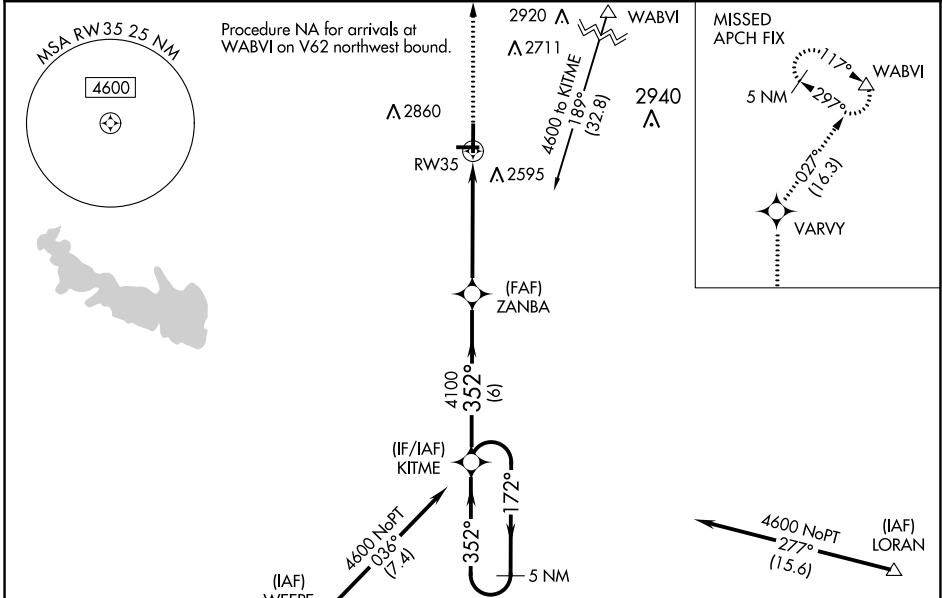 MSA RW35 25 NM
4600
Procedure NA for arrivals at
WABVI on V62 northwest bound.
2920
WABVI
2711
4600 to KITME
189°
(32.8)
2940
2860
RW35
2595
MISSED
APCH FIX
117°
WABVI
5 NM
297°
027°
(16.3)
VARVY
(FAF)
ZANBA
4100
352°
(6)
(IF/IAF)
KITME
172°
352°
5 NM
4600 NoPT
036°
(7.4)
(IAF)
4600 NoPT
277°
(15.6)
(IAF)
LORAN